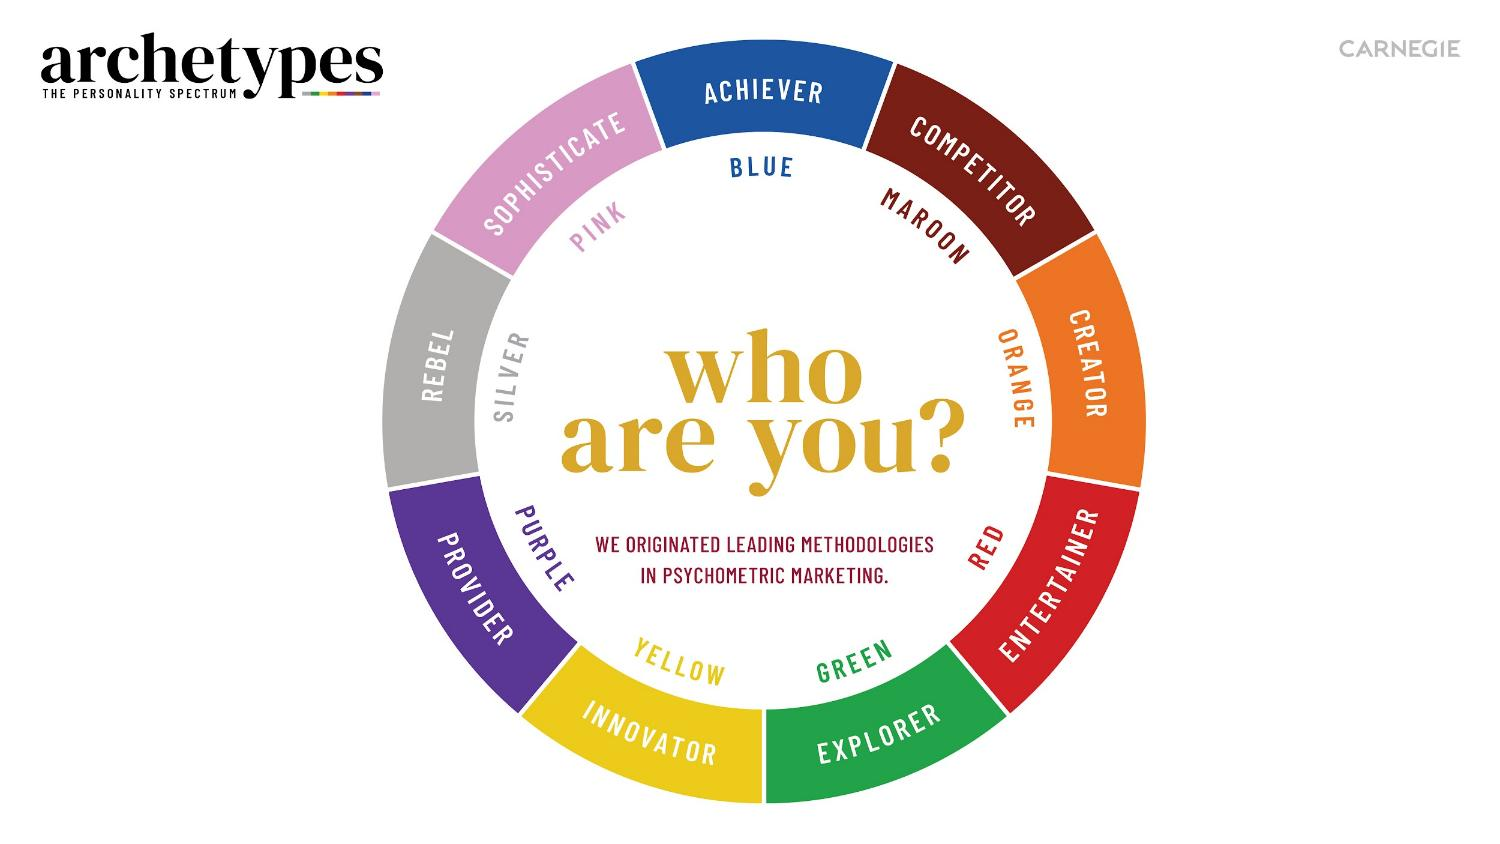 archetypes
THE PERSONALITY SPECTRUM
CARNEGIE
ACHIEVER
BLUE
COMPETITOR
MAROON
CREATOR
ORANGE
ENTERTAINER
RED
EXPLORER
GREEN
INNOVATOR
YELLOW
PROVIDER
PURPLE
REBEL
SILVER
SOPHISTICATE
PINK
who
are you?
WE ORIGINATED LEADING METHODOLOGIES
IN PSYCHOMETRIC MARKETING.